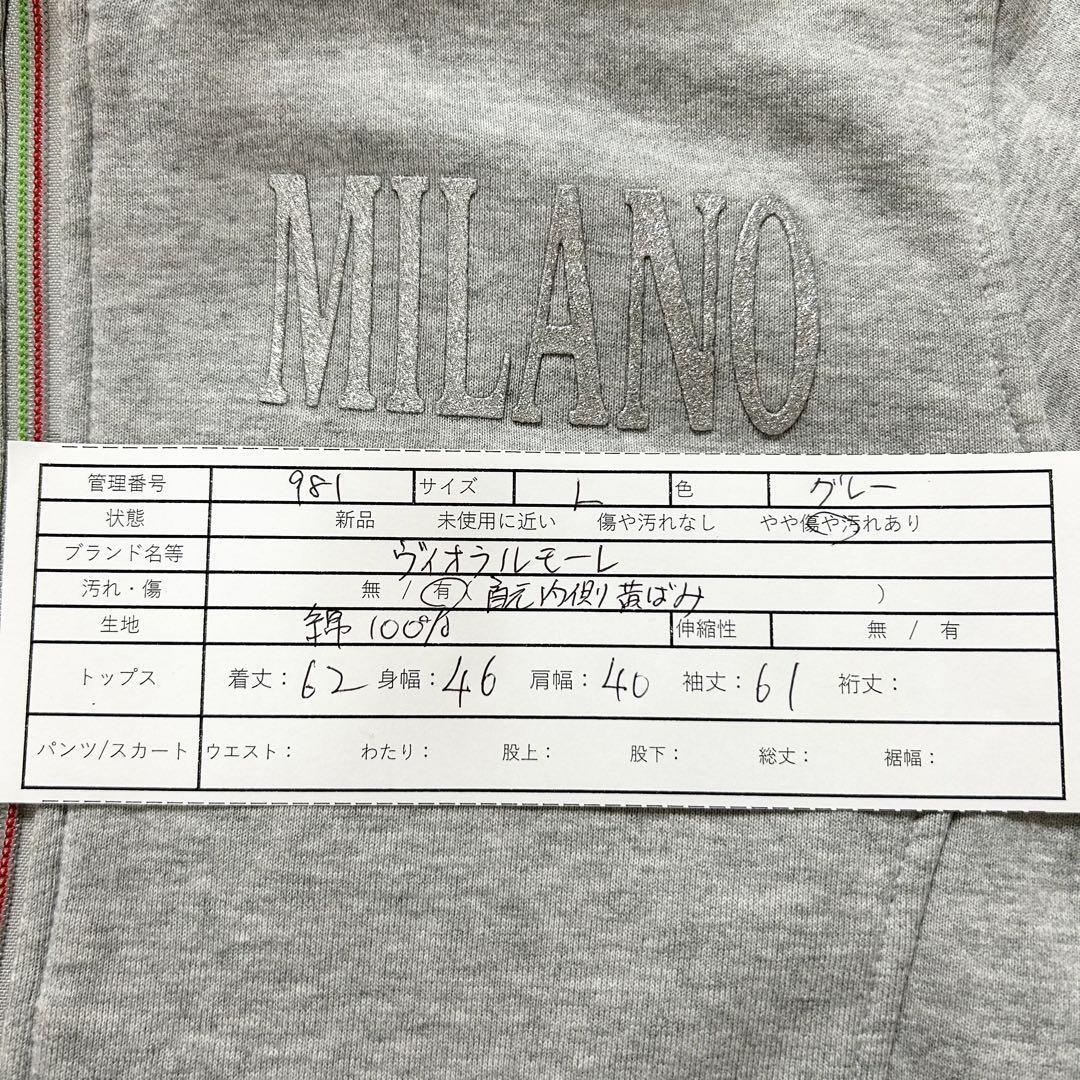 MILANO
管理番号 981 サイズ L 色 グレー
状態 新品 未使用に近い 傷や汚れなし やや傷や汚れあり
ブランド名等 ヴィオラルモーレ
汚れ・傷 無 / 有( 首元内側黄ばみ )
生地 綿100% 伸縮性 無 / 有
トップス 着丈:62 身幅:46 肩幅:40 袖丈:61 裄丈:
パンツ/スカート ウエスト: わたり: 股上: 股下: 総丈: 裾幅: